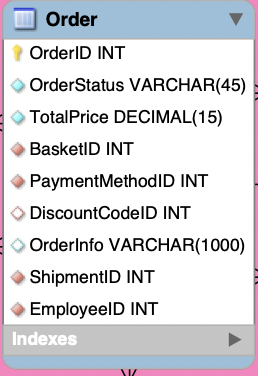 Order
OrderID INT
OrderStatus VARCHAR(45)
TotalPrice DECIMAL(15)
BasketID INT
PaymentMethodID INT
DiscountCodeID INT
OrderInfo VARCHAR(1000)
ShipmentID INT
EmployeeID INT
Indexes